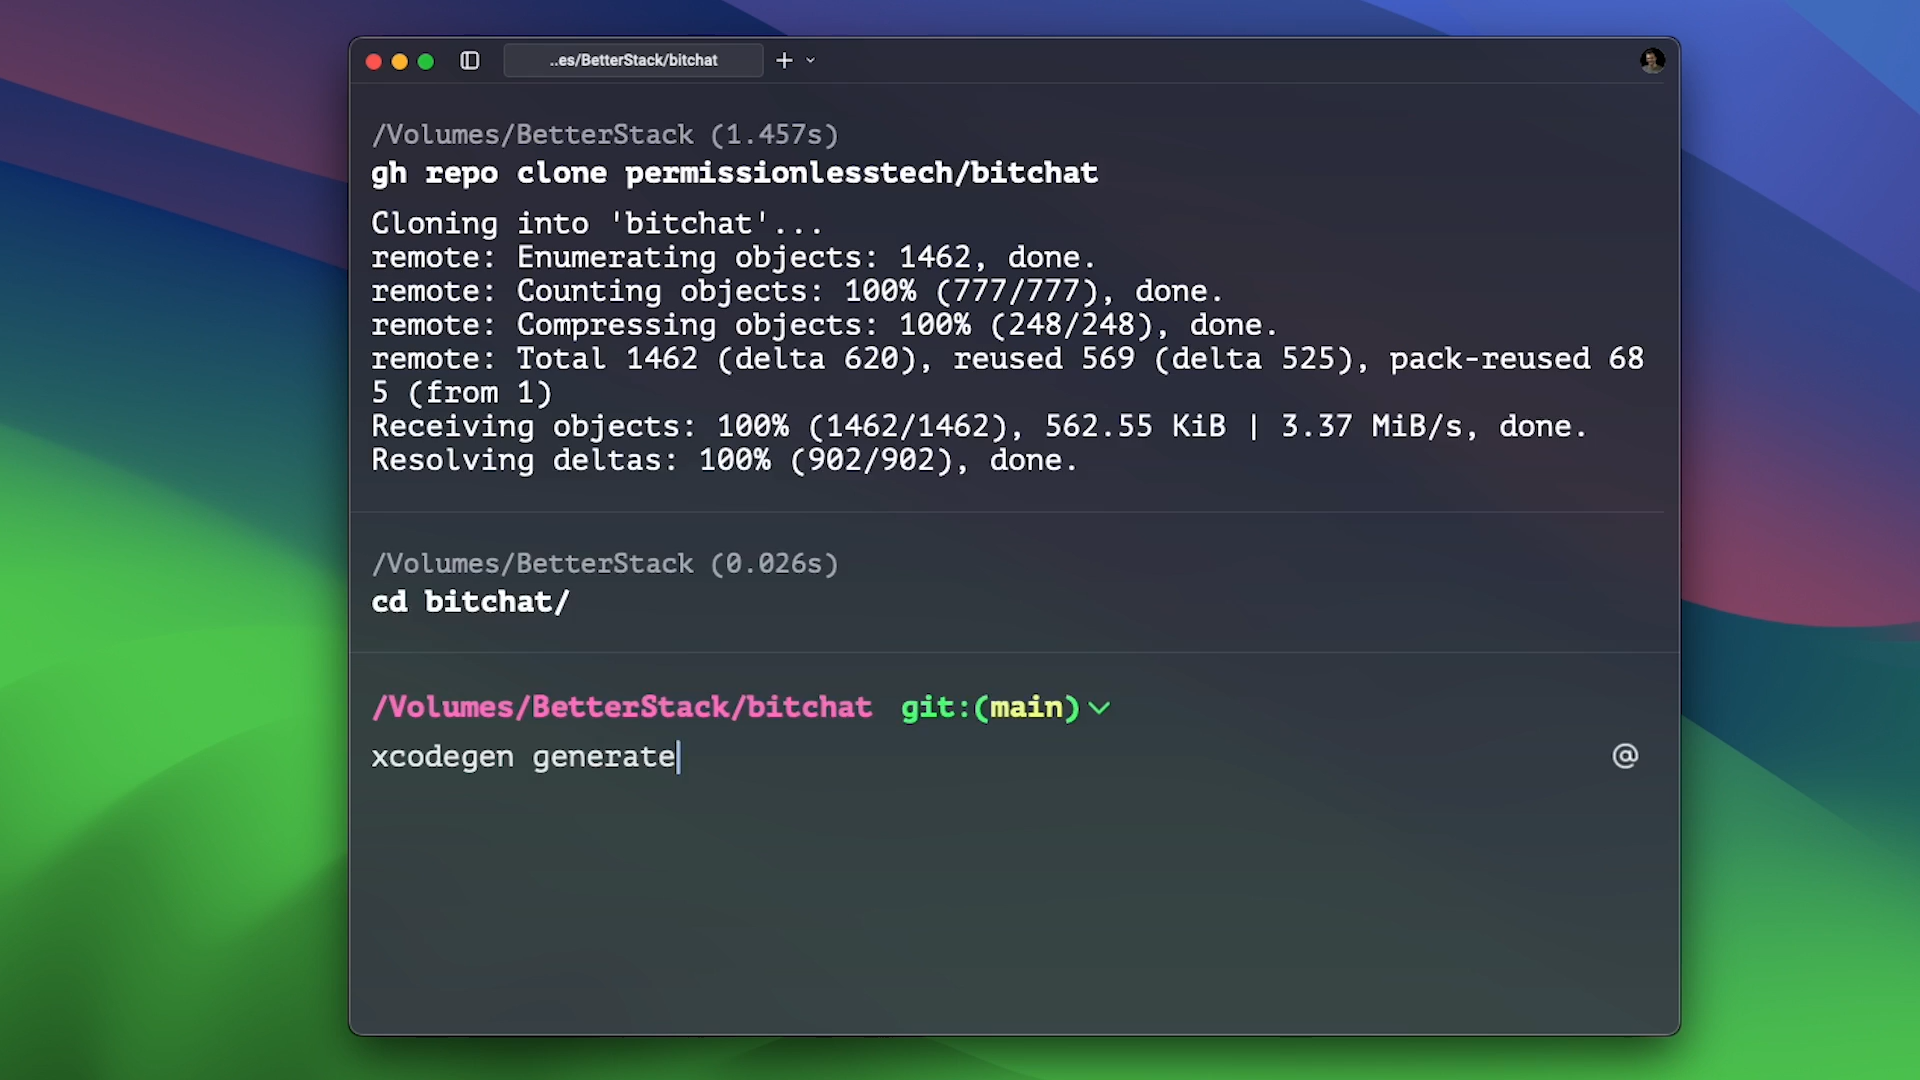 ..es/BetterStack/bitchat
/Volumes/BetterStack (1.457s)
gh repo clone permissionlesstech/bitchat
Cloning into 'bitchat'...
remote: Enumerating objects: 1462, done.
remote: Counting objects: 100% (777/777), done.
remote: Compressing objects: 100% (248/248), done.
remote: Total 1462 (delta 620), reused 569 (delta 525), pack-reused 68
5 (from 1)
Receiving objects: 100% (1462/1462), 562.55 KiB | 3.37 MiB/s, done.
Resolving deltas: 100% (902/902), done.
/Volumes/BetterStack (0.026s)
cd bitchat/
/Volumes/BetterStack/bitchat git:(main)
xcodegen generate
@